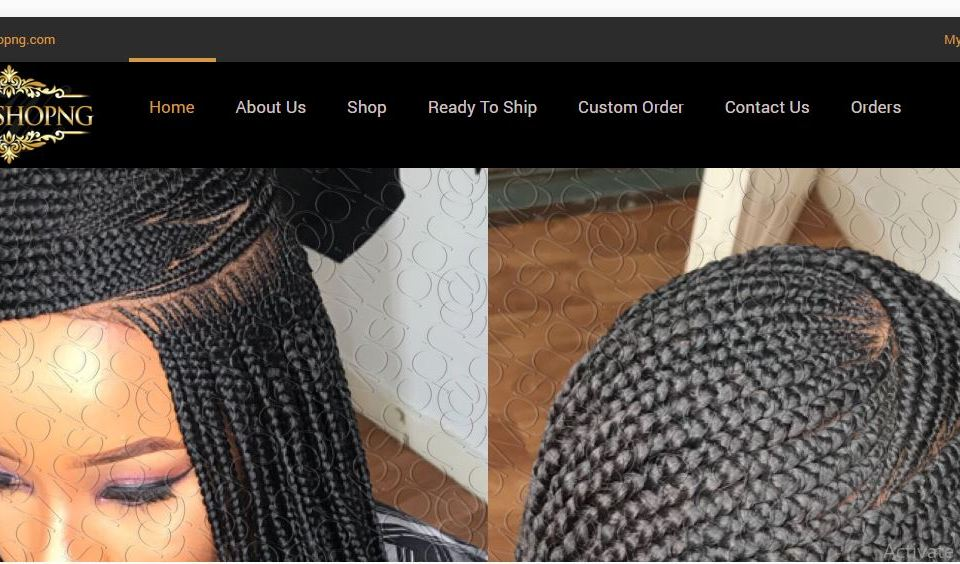 opng.com
My
SHOPNG
Home
About Us
Shop
Ready To Ship
Custom Order
Contact Us
Orders
Activate